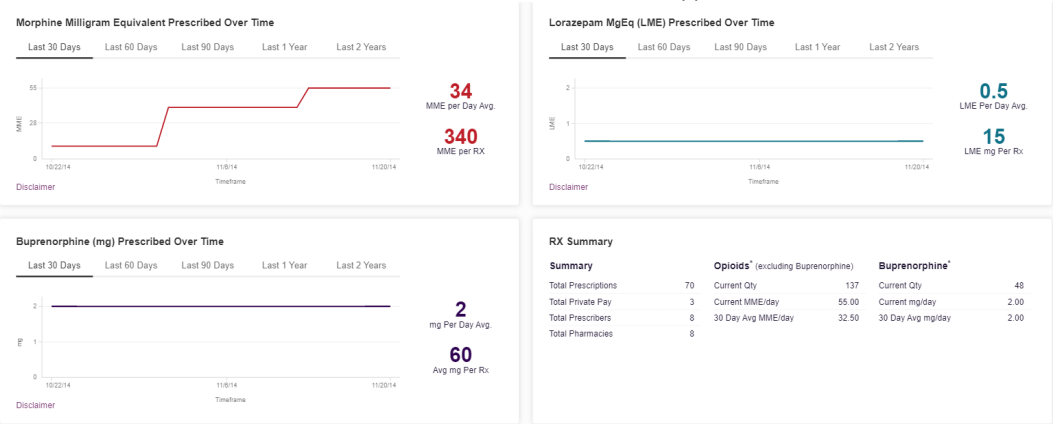 Morphine Milligram Equivalent Prescribed Over Time
Last 30 Days Last 60 Days Last 90 Days Last 1 Year Last 2 Years
55
28
0
MME
10/22/14 11/6/14 11/20/14
Timeframe
34
MME per Day Avg.
340
MME per RX
Disclaimer
Lorazepam MgEq (LME) Prescribed Over Time
Last 30 Days Last 60 Days Last 90 Days Last 1 Year Last 2 Years
2
1
0
LME
10/22/14 11/6/14 11/20/14
Timeframe
0.5
LME Per Day Avg.
15
LME mg Per Rx
Disclaimer
Buprenorphine (mg) Prescribed Over Time
Last 30 Days Last 60 Days Last 90 Days Last 1 Year Last 2 Years
2
1
0
mg
10/22/14 11/6/14 11/20/14
Timeframe
2
mg Per Day Avg.
60
Avg mg Per Rx
Disclaimer
RX Summary
Summary Opioids* (excluding Buprenorphine) Buprenorphine*
Total Prescriptions 70 Current Qty 137 Current Qty 48
Total Private Pay 3 Current MME/day 55.00 Current mg/day 2.00
Total Prescribers 8 30 Day Avg MME/day 32.50 30 Day Avg mg/day 2.00
Total Pharmacies 8